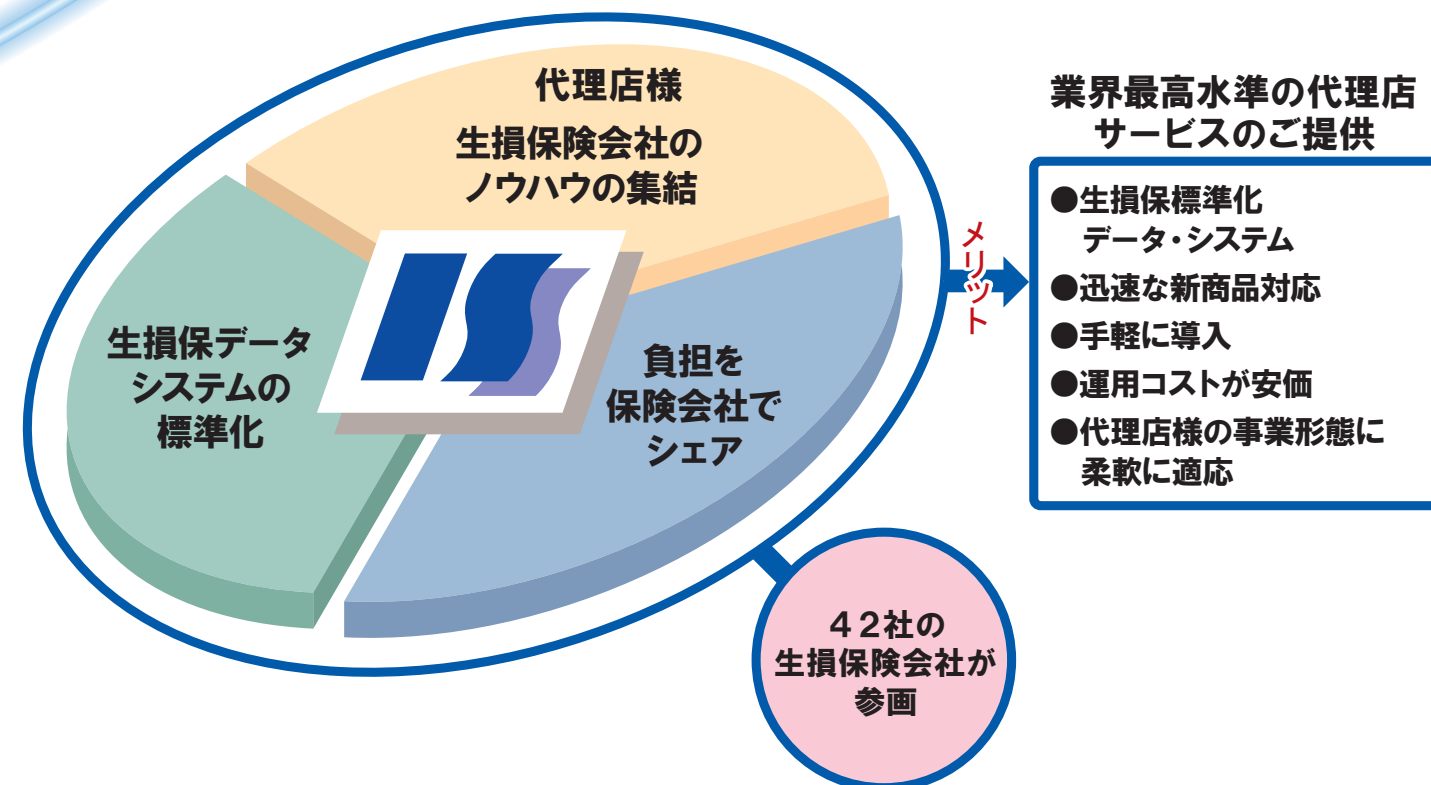 代理店様
生損保険会社の
ノウハウの集結
生損保データ
システムの
標準化
負担を
保険会社で
シェア
メリット
業界最高水準の代理店
サービスのご提供
●生損保標準化
データ・システム
●迅速な新商品対応
●手軽に導入
●運用コストが安価
●代理店様の事業形態に
柔軟に適応
４２社の
生損保険会社が
参画